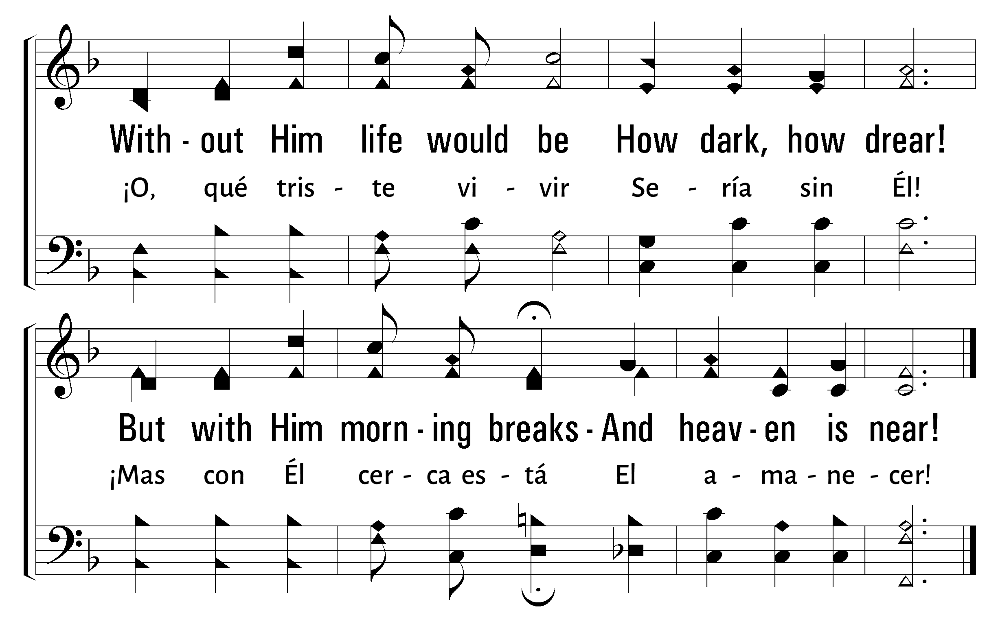 With - out Him life would be How dark, how drear!
¡O, qué tris - te vi - vir Se - ría sin Él!
But with Him morn - ing breaks - And heav - en is near!
¡Mas con Él cer - ca es - tá El a - ma - ne - cer!